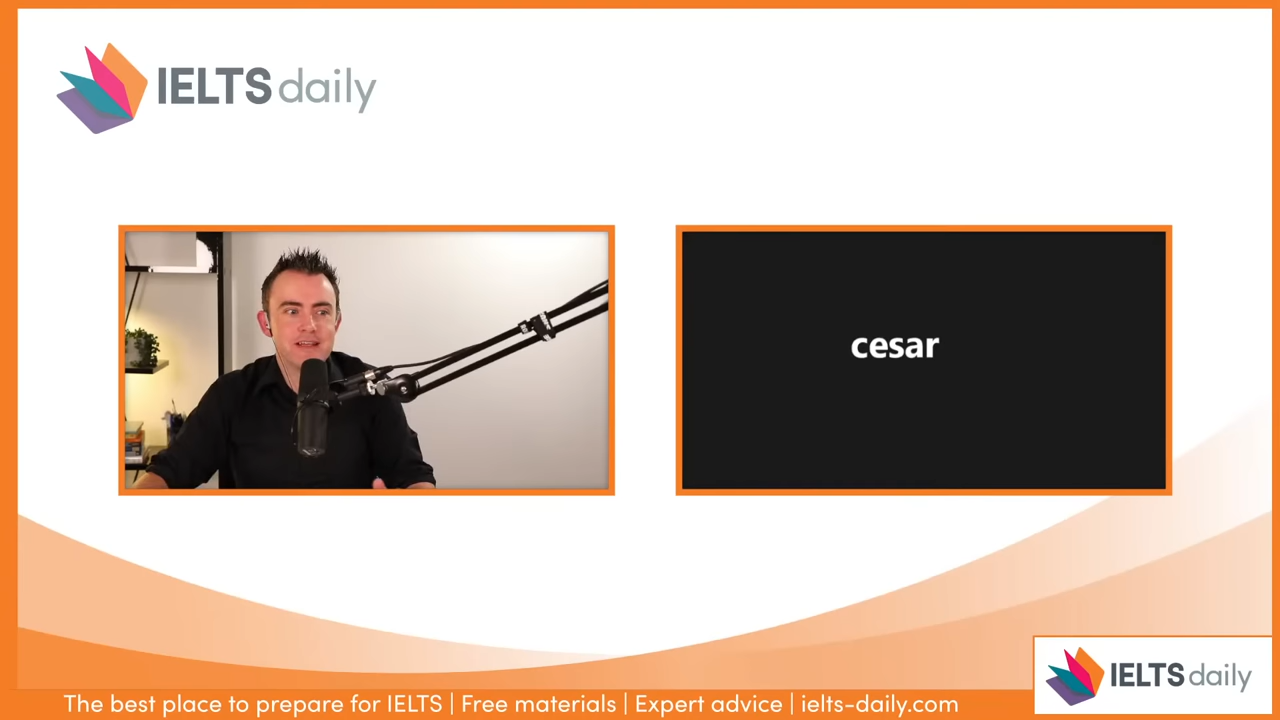 IELTS daily
cesar
The best place to prepare for IELTS | Free materials | Expert advice | ielts-daily.com
IELTS daily